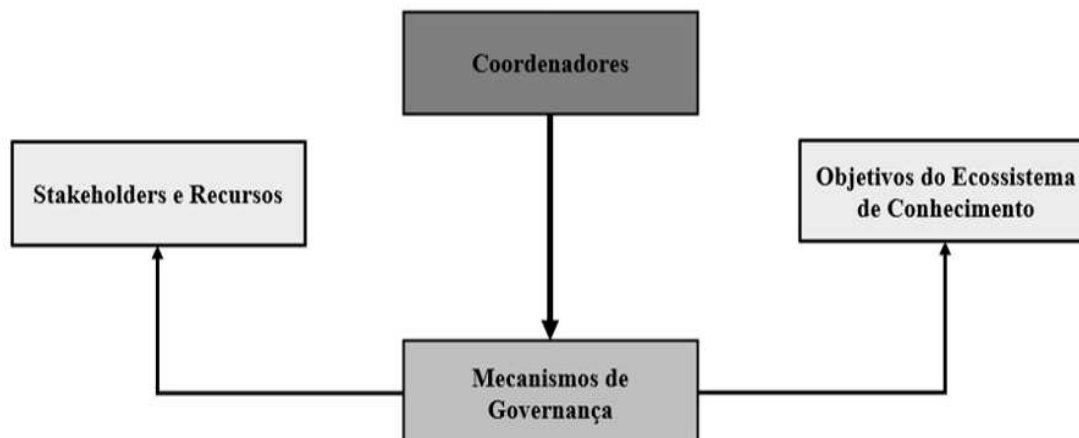 Coordenadores
Stakeholders e Recursos
Objetivos do Ecossistema
de Conhecimento
Mecanismos de
Governança